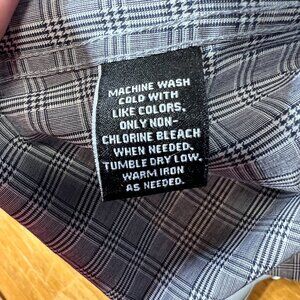 MACHINE WASH
COLD WITH
LIKE COLORS.
ONLY NON-
CHLORINE BLEACH
WHEN NEEDED.
TUMBLE DRY LOW.
WARM IRON
AS NEEDED.